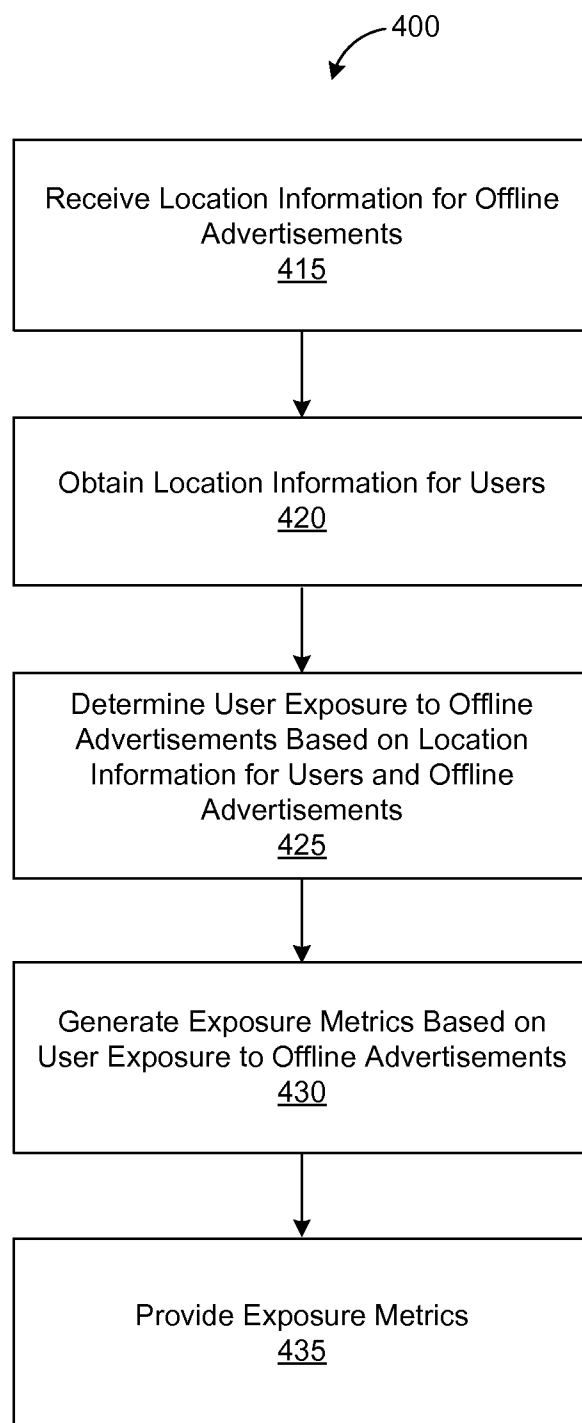 400
Receive Location Information for Offline
Advertisements
415
Obtain Location Information for Users
420
Determine User Exposure to Offline
Advertisements Based on Location
Information for Users and Offline
Advertisements
425
Generate Exposure Metrics Based on
User Exposure to Offline Advertisements
430
Provide Exposure Metrics
435